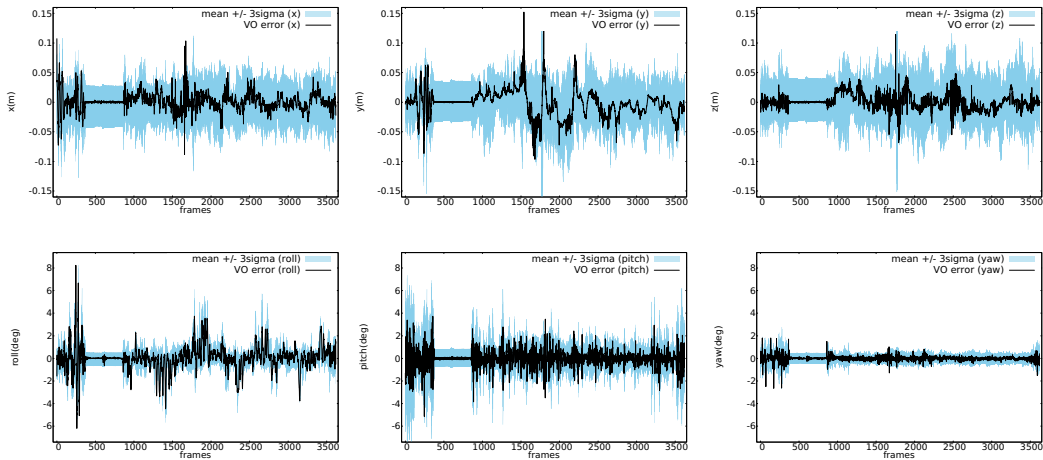 mean +/- 3sigma (x)
VO error (x)
0.15
0.1
0.05
0
-0.05
-0.1
-0.15
x(m)
0 500 1000 1500 2000 2500 3000 3500
frames
mean +/- 3sigma (y)
VO error (y)
0.15
0.1
0.05
0
-0.05
-0.1
-0.15
y(m)
0 500 1000 1500 2000 2500 3000 3500
frames
mean +/- 3sigma (z)
VO error (z)
0.15
0.1
0.05
0
-0.05
-0.1
-0.15
z(m)
0 500 1000 1500 2000 2500 3000 3500
frames
mean +/- 3sigma (roll)
VO error (roll)
8
6
4
2
0
-2
-4
-6
roll(deg)
0 500 1000 1500 2000 2500 3000 3500
frames
mean +/- 3sigma (pitch)
VO error (pitch)
8
6
4
2
0
-2
-4
-6
pitch(deg)
0 500 1000 1500 2000 2500 3000 3500
frames
mean +/- 3sigma (yaw)
VO error (yaw)
8
6
4
2
0
-2
-4
-6
yaw(deg)
0 500 1000 1500 2000 2500 3000 3500
frames